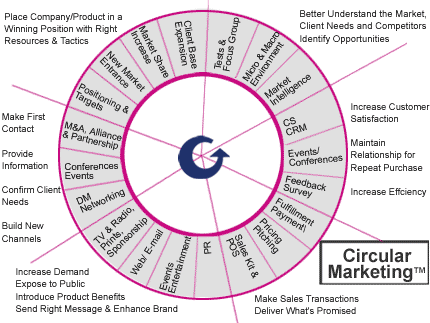 Place Company/Product in a
Winning Position with Right
Resources & Tactics
Better Understand the Market,
Client Needs and Competitors
Identify Opportunities
Increase Customer
Satisfaction
Maintain
Relationship for
Repeat Purchase
Increase Effciency
Circular
Marketing™
Make Sales Transactions
Deliver What's Promised
Increase Demand
Expose to Public
Introduce Product Benefits
Send Right Message & Enhance Brand
Make First
Contact
Provide
Information
Confirm Client
Needs
Build New
Channels
Tests &
Focus Group
Micro & Macro
Environment
Market
Intelligence
CS
CRM
Events/
Conferences
Feedback
Survey
Fulfillment
Payment
Pricing
Pitching
Sales Kit &
POS
PR
Events
Entertainment
Web/ E-mail
TV & Radio,
Prints,
Sponsorship
DM
Networking
Conferences
Events
M&A, Alliance
& Partnership
Positioning &
Targets
New Market
Entrance
Market Share
Increase
Client Base
Expansion